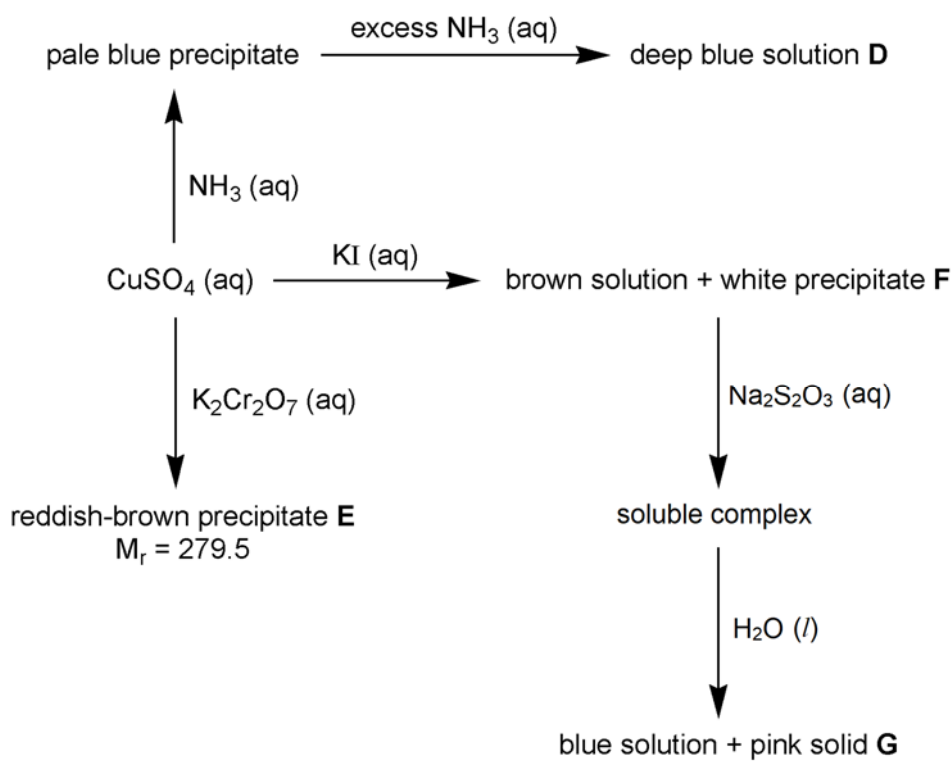 excess NH₃ (aq)
pale blue precipitate
deep blue solution D
NH₃ (aq)
KI (aq)
CuSO₄ (aq)
brown solution + white precipitate F
K₂Cr₂O₇ (aq)
Na₂S₂O₃ (aq)
reddish-brown precipitate E
Mᵣ = 279.5
soluble complex
H₂O (l)
blue solution + pink solid G